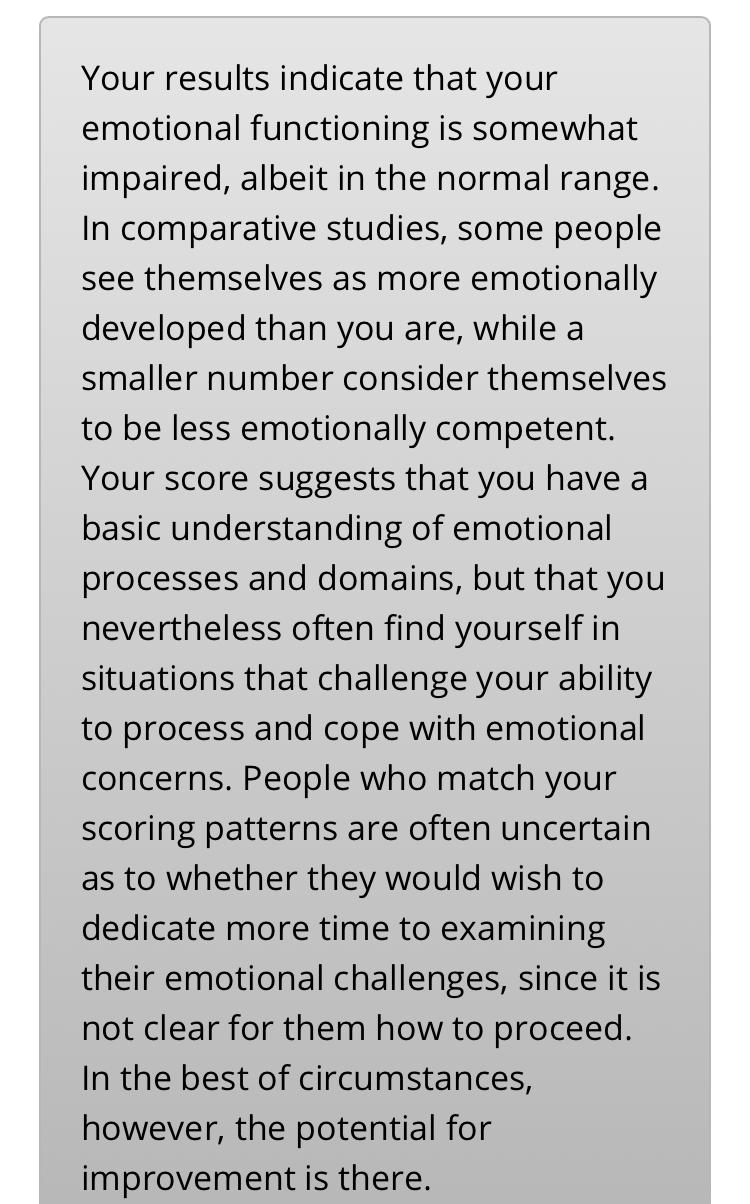 Your results indicate that your
emotional functioning is somewhat
impaired, albeit in the normal range.
In comparative studies, some people
see themselves as more emotionally
developed than you are, while a
smaller number consider themselves
to be less emotionally competent.
Your score suggests that you have a
basic understanding of emotional
processes and domains, but that you
nevertheless often find yourself in
situations that challenge your ability
to process and cope with emotional
concerns. People who match your
scoring patterns are often uncertain
as to whether they would wish to
dedicate more time to examining
their emotional challenges, since it is
not clear for them how to proceed.
In the best of circumstances,
however, the potential for
improvement is there.